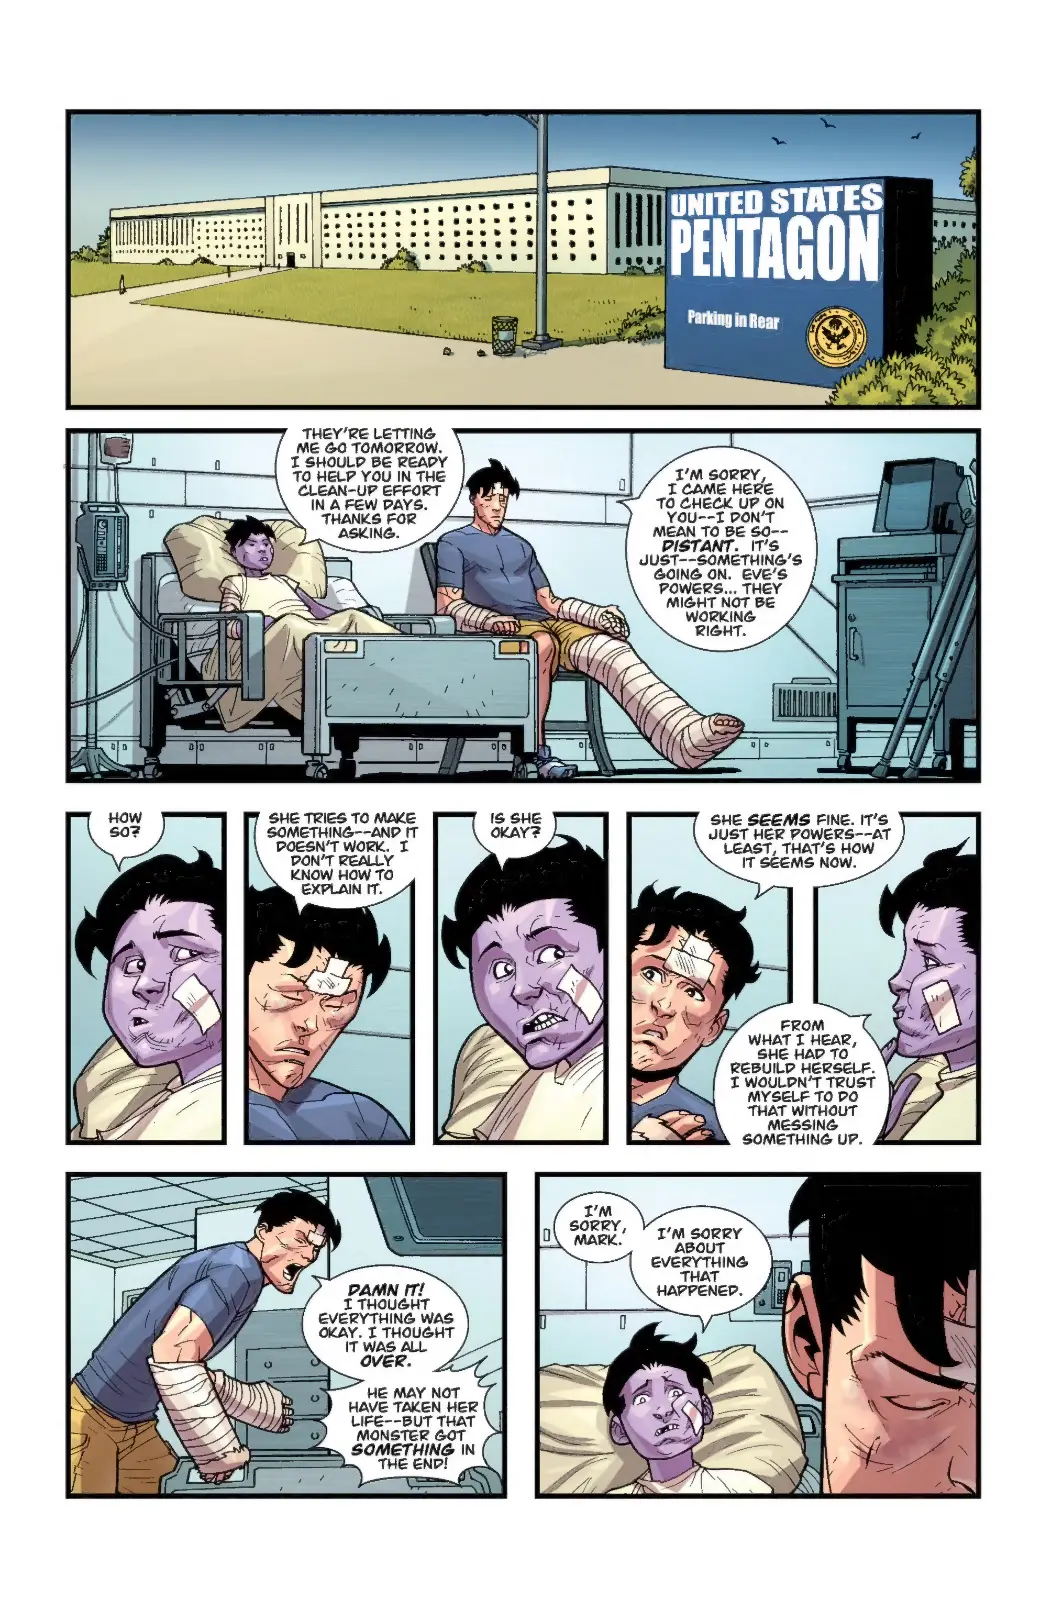 UNITED STATES
PENTAGON
Parking in Rear
THEY'RE LETTING
ME GO TOMORROW.
I SHOULD BE READY
TO HELP YOU IN THE
CLEAN-UP EFFORT
IN A FEW DAYS.
THANKS FOR
ASKING.
I'M SORRY,
I CAME HERE
TO CHECK UP ON
YOU--I DON'T
MEAN TO BE SO--
DISTANT. IT'S
JUST--SOMETHING'S
GOING ON. EVE'S
POWERS... THEY
MIGHT NOT BE
WORKING
RIGHT.
HOW
SO?
SHE TRIES TO MAKE
SOMETHING--AND IT
DOESN'T WORK. I
DON'T REALLY
KNOW HOW TO
EXPLAIN IT.
IS SHE
OKAY?
SHE SEEMS FINE. IT'S
JUST HER POWERS--AT
LEAST, THAT'S HOW
IT SEEMS NOW.
FROM
WHAT I HEAR,
SHE HAD TO
REBUILD HERSELF.
I WOULDN'T TRUST
MYSELF TO DO
THAT WITHOUT
MESSING
SOMETHING UP.
DAMN IT!
I THOUGHT
EVERYTHING WAS
OKAY. I THOUGHT
IT WAS ALL
OVER.
HE MAY NOT
HAVE TAKEN HER
LIFE--BUT THAT
MONSTER GOT
SOMETHING IN
THE END!
I'M
SORRY,
MARK.
I'M SORRY
ABOUT
EVERYTHING
THAT
HAPPENED.